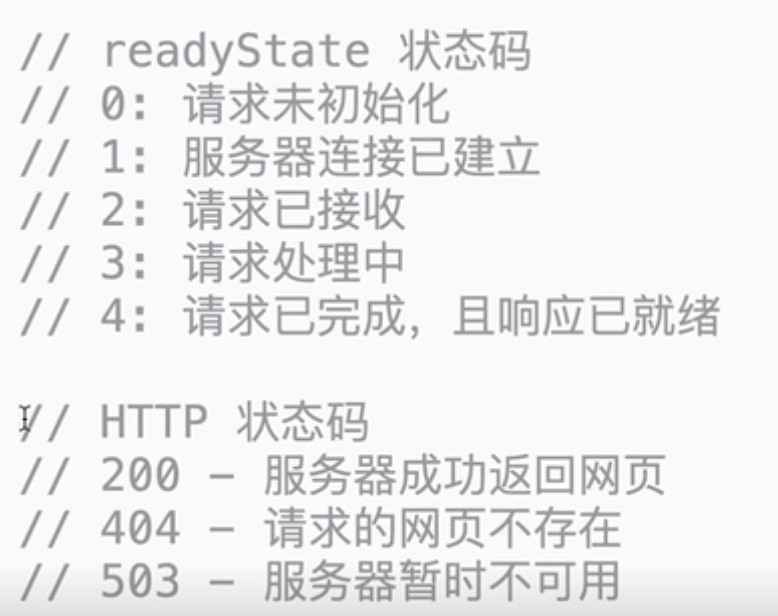 // readyState 状态码
// 0: 请求未初始化
// 1: 服务器连接已建立
// 2: 请求已接收
// 3: 请求处理中
// 4: 请求已完成，且响应已就绪
// HTTP 状态码
// 200 - 服务器成功返回网页
// 404 - 请求的网页不存在
// 503 - 服务器暂时不可用